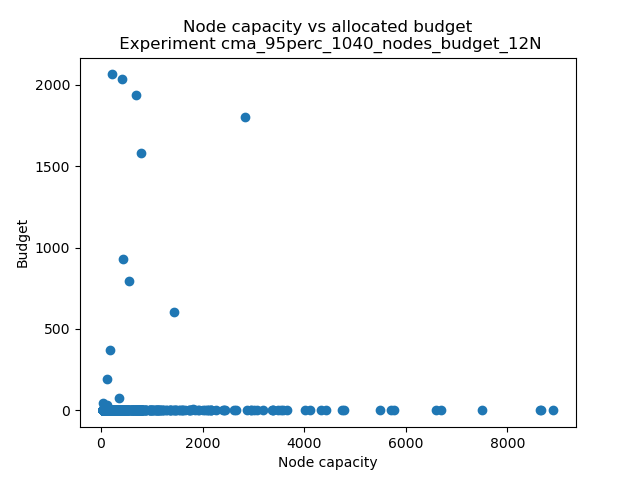 Node capacity vs allocated budget
Experiment cma_95perc_1040_nodes_budget_12N
2000
1500
1000
500
0
Budget
0 2000 4000 6000 8000
Node capacity